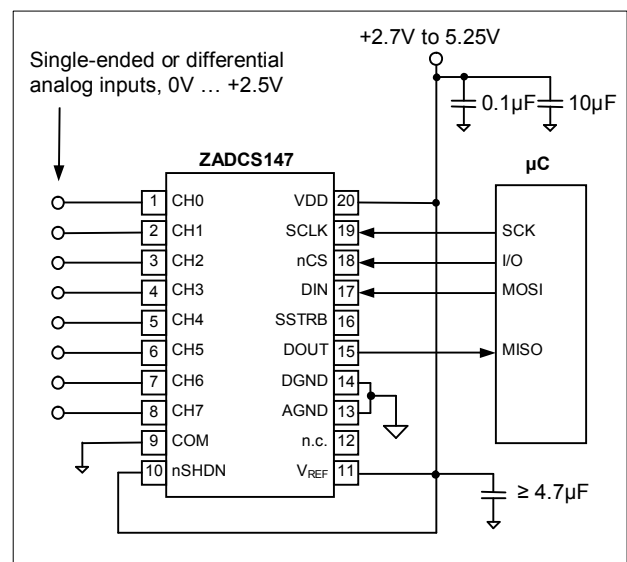 +2.7V to 5.25V
Single-ended or differential
analog inputs, 0V … +2.5V
0.1µF 10µF
ZADCS147 µC
1 CH0 VDD 20
2 CH1 SCLK 19 SCK
3 CH2 nCS 18 I/O
4 CH3 DIN 17 MOSI
5 CH4 SSTRB 16
6 CH5 DOUT 15 MISO
7 CH6 DGND 14
8 CH7 AGND 13
9 COM n.c. 12
10 nSHDN VREF 11
≥ 4.7µF